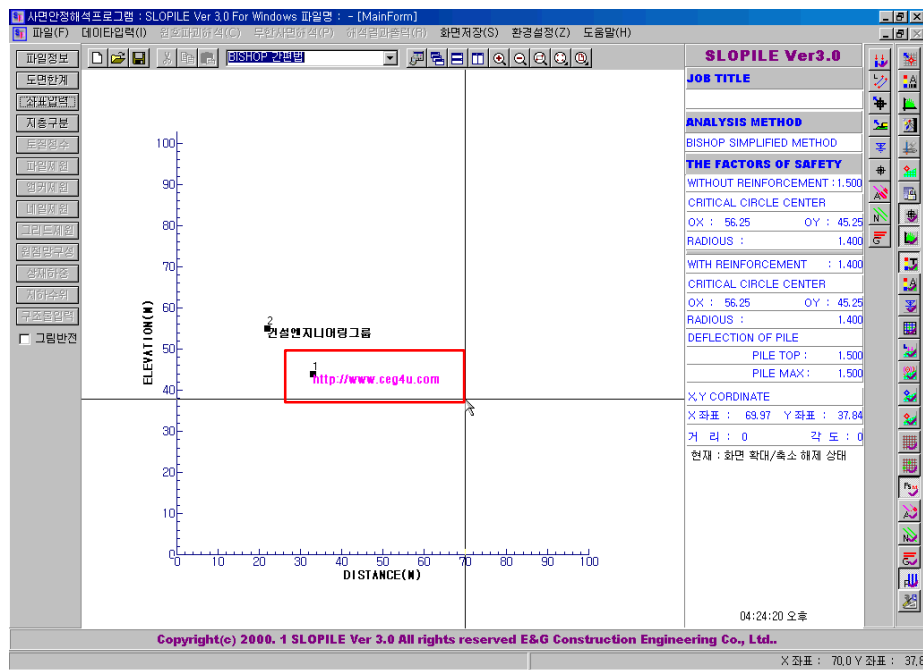 사면안정해석프로그램 : SLOPILE Ver 3,0 For Windows 파일명 : - [MainForm]
파일(F) 데이타입력(I) 원호파괴해석(C) 무한사면해석(P) 해석결과출력(R) 화면저장(S) 환경설정(Z) 도움말(H)
파일정보
도면한계
좌표입력
지층구분
토질정수
파일제원
앵커제원
네일제원
그리드제원
원점망구성
상재하중
지하수위
구조물입력
그림반전
BISHOP 간편법
ELEVATION(M)
100
90
80
70
60
50
40
30
20
10
0
2
건설엔지니어링그룹
1
http://www.ceg4u.com
0 10 20 30 40 50 60 70 80 90 100
DISTANCE(M)
SLOPILE Ver3.0
JOB TITLE
ANALYSIS METHOD
BISHOP SIMPLIFIED METHOD
THE FACTORS OF SAFETY
WITHOUT REINFORCEMENT :1.500
CRITICAL CIRCLE CENTER
OX : 56.25 OY : 45.25
RADIOUS : 1.400
WITH REINFORCEMENT : 1.400
CRITICAL CIRCLE CENTER
OX : 56.25 OY : 45.25
RADIOUS : 1.400
DEFLECTION OF PILE
PILE TOP : 1.500
PILE MAX : 1.500
X,Y CORDINATE
X 좌표 : 69.97 Y 좌표 : 37.84
거 리 : 0 각 도 : 0
현재 : 화면 확대/축소 해제 상태
04:24:20 오후
Copyright(c) 2000. 1 SLOPILE Ver 3.0 All rights reserved E&G Construction Engineering Co., Ltd..
X 좌표 : 70,0 Y 좌표 : 37,8